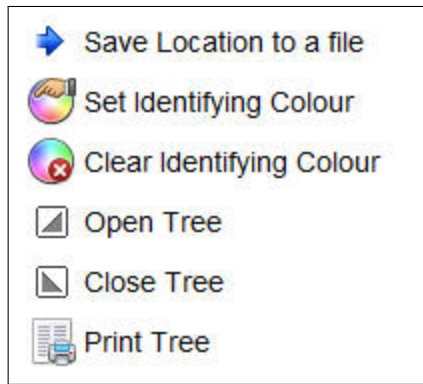 Save Location to a file
Set Identifying Colour
Clear Identifying Colour
Open Tree
Close Tree
Print Tree